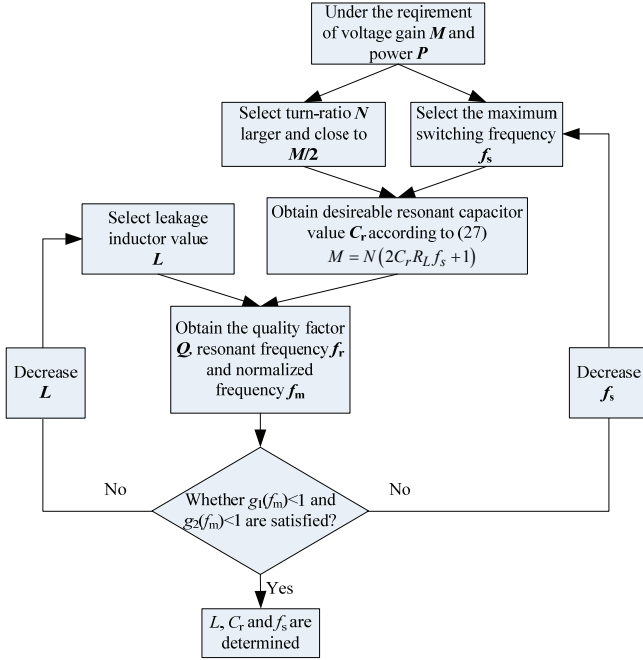 Under the reqirement
of voltage gain M and
power P
Select turn-ratio N
larger and close to
M/2
Select the maximum
switching frequency
fs
Select leakage
inductor value
L
Obtain desireable resonant capacitor
value Cr according to (27)
M = N(2CrRLfs+1)
Obtain the quality factor
Q, resonant frequency fr
and normalized
frequency fm
Decrease
L
Decrease
fs
No
No
Whether g1(fm)<1 and
g2(fm)<1 are satisfied?
Yes
L, Cr and fs are
determined